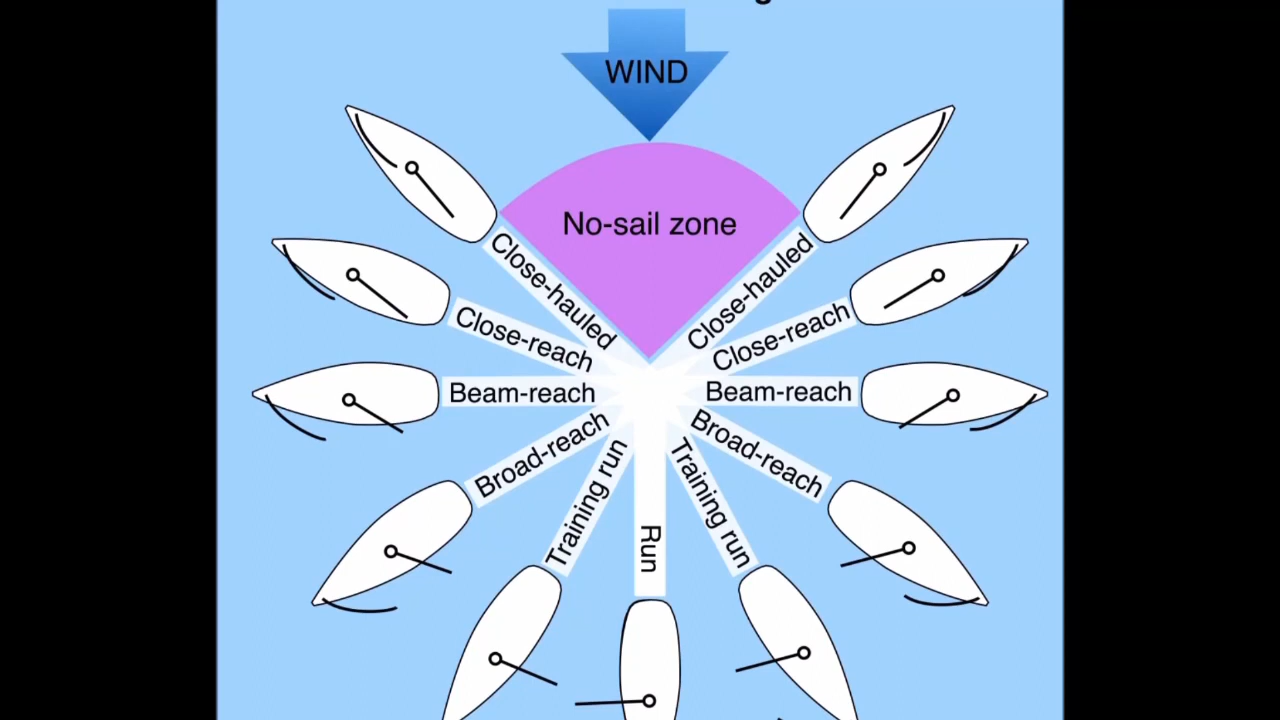 WIND
No-sail zone
Close-hauled
Close-hauled
Close-reach
Close-reach
Beam-reach
Beam-reach
Broad-reach
Broad-reach
Training run
Training run
Run